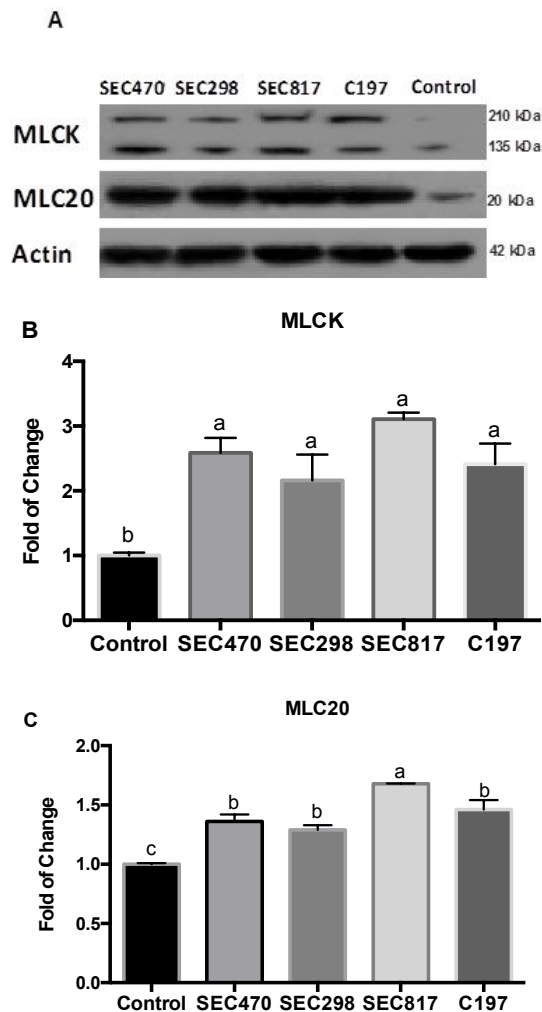 A
SEC470 SEC298 SEC817 C197 Control
210 kDa
MLCK
135 kDa
MLC20
20 kDa
Actin
42 kDa
B
MLCK
Fold of Change
4
3
2
1
0
b
a
a
a
a
Control SEC470 SEC298 SEC817 C197
C
MLC20
Fold of Change
2.0
1.5
1.0
0.5
0.0
c
b
b
a
b
Control SEC470 SEC298 SEC817 C197